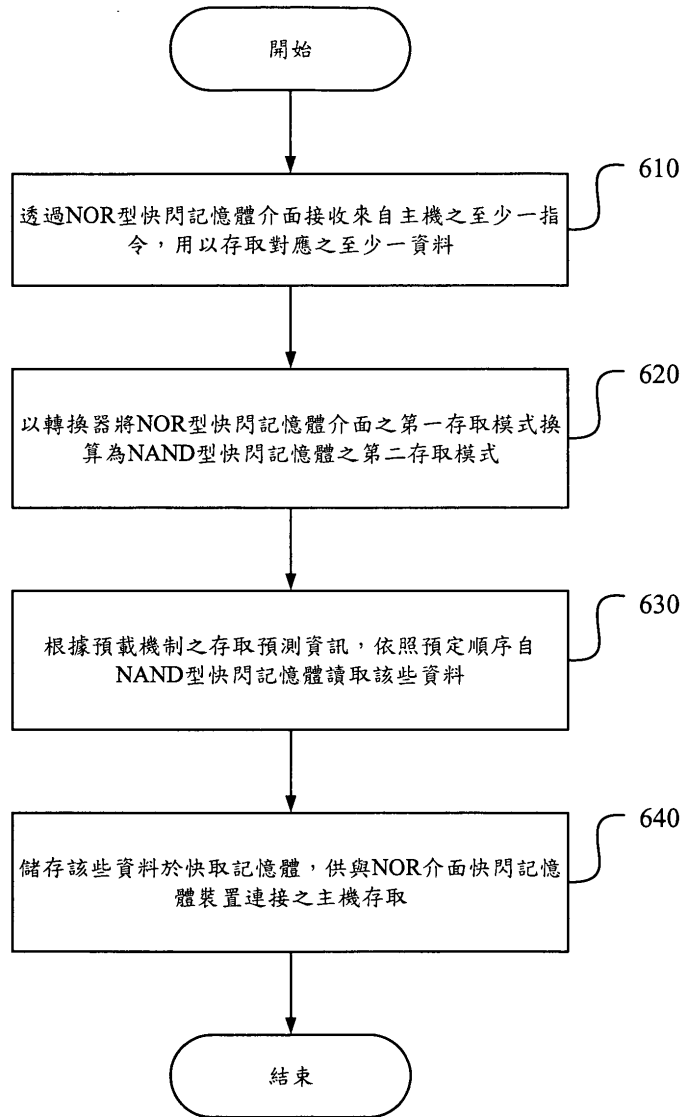 開始
610
透過NOR型快閃記憶體介面接收來自主機之至少一指
令，用以存取對應之至少一資料
620
以轉換器將NOR型快閃記憶體介面之第一存取模式換
算為NAND型快閃記憶體之第二存取模式
630
根據預載機制之存取預測資訊，依照預定順序自
NAND型快閃記憶體讀取該些資料
640
儲存該些資料於快取記憶體，供與NOR介面快閃記憶
體裝置連接之主機存取
結束